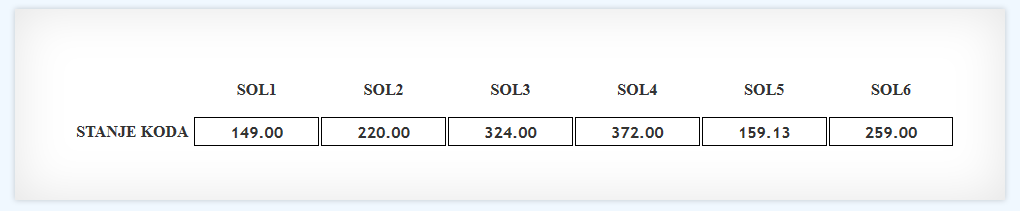 SOL1 SOL2 SOL3 SOL4 SOL5 SOL6
STANJE KODA 149.00 220.00 324.00 372.00 159.13 259.00